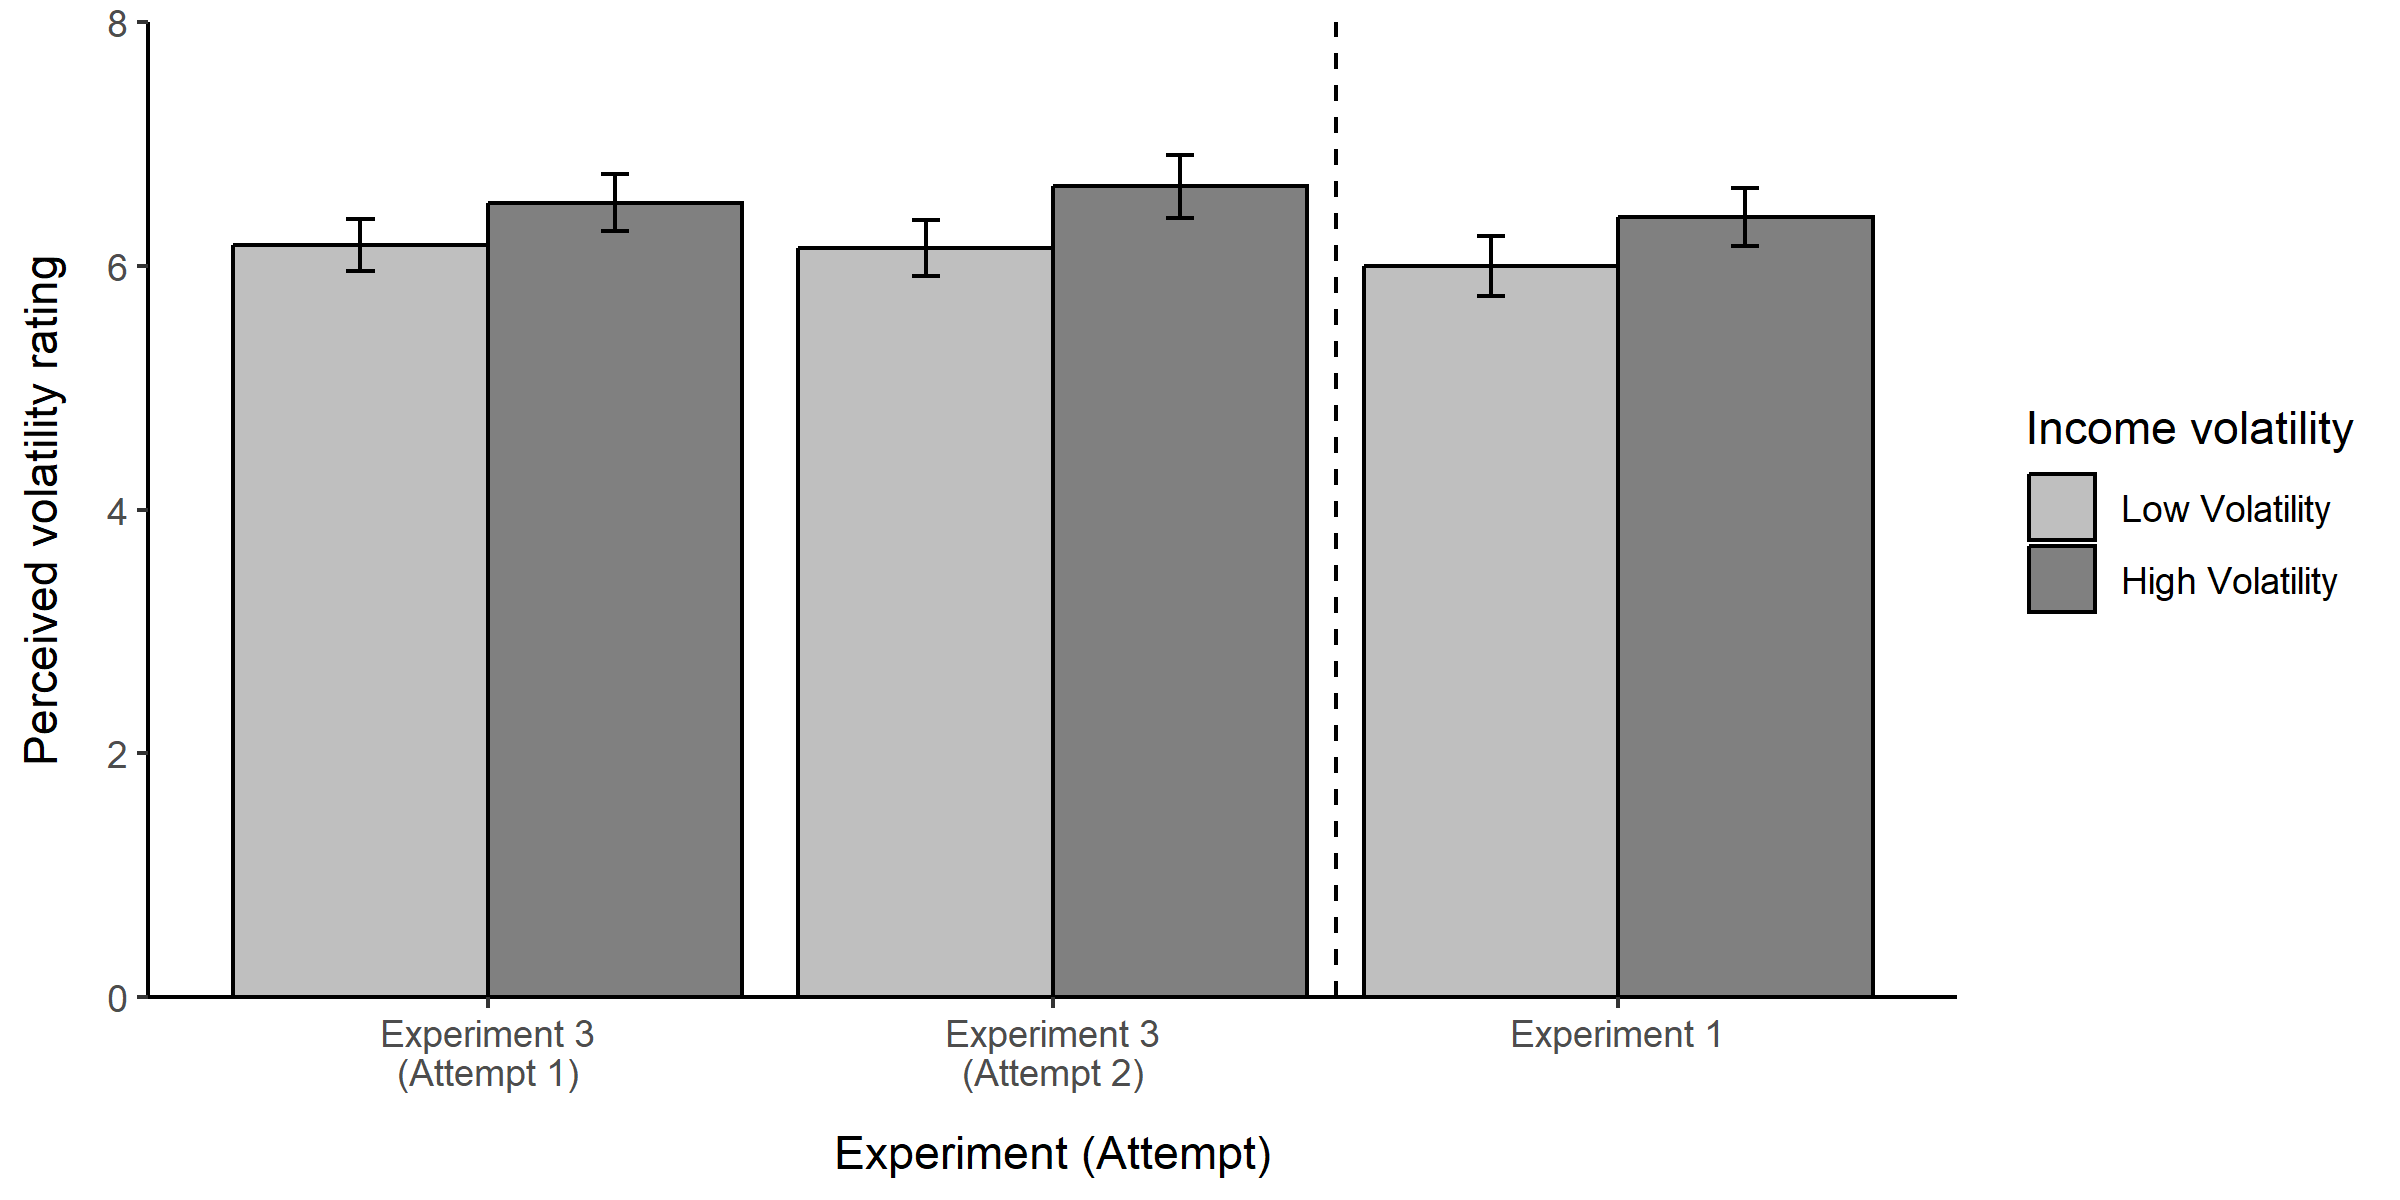 8
6
4
2
0
Perceived volatility rating
Experiment 3
(Attempt 1)
Experiment 3
(Attempt 2)
Experiment 1
Experiment (Attempt)
Income volatility
Low Volatility
High Volatility